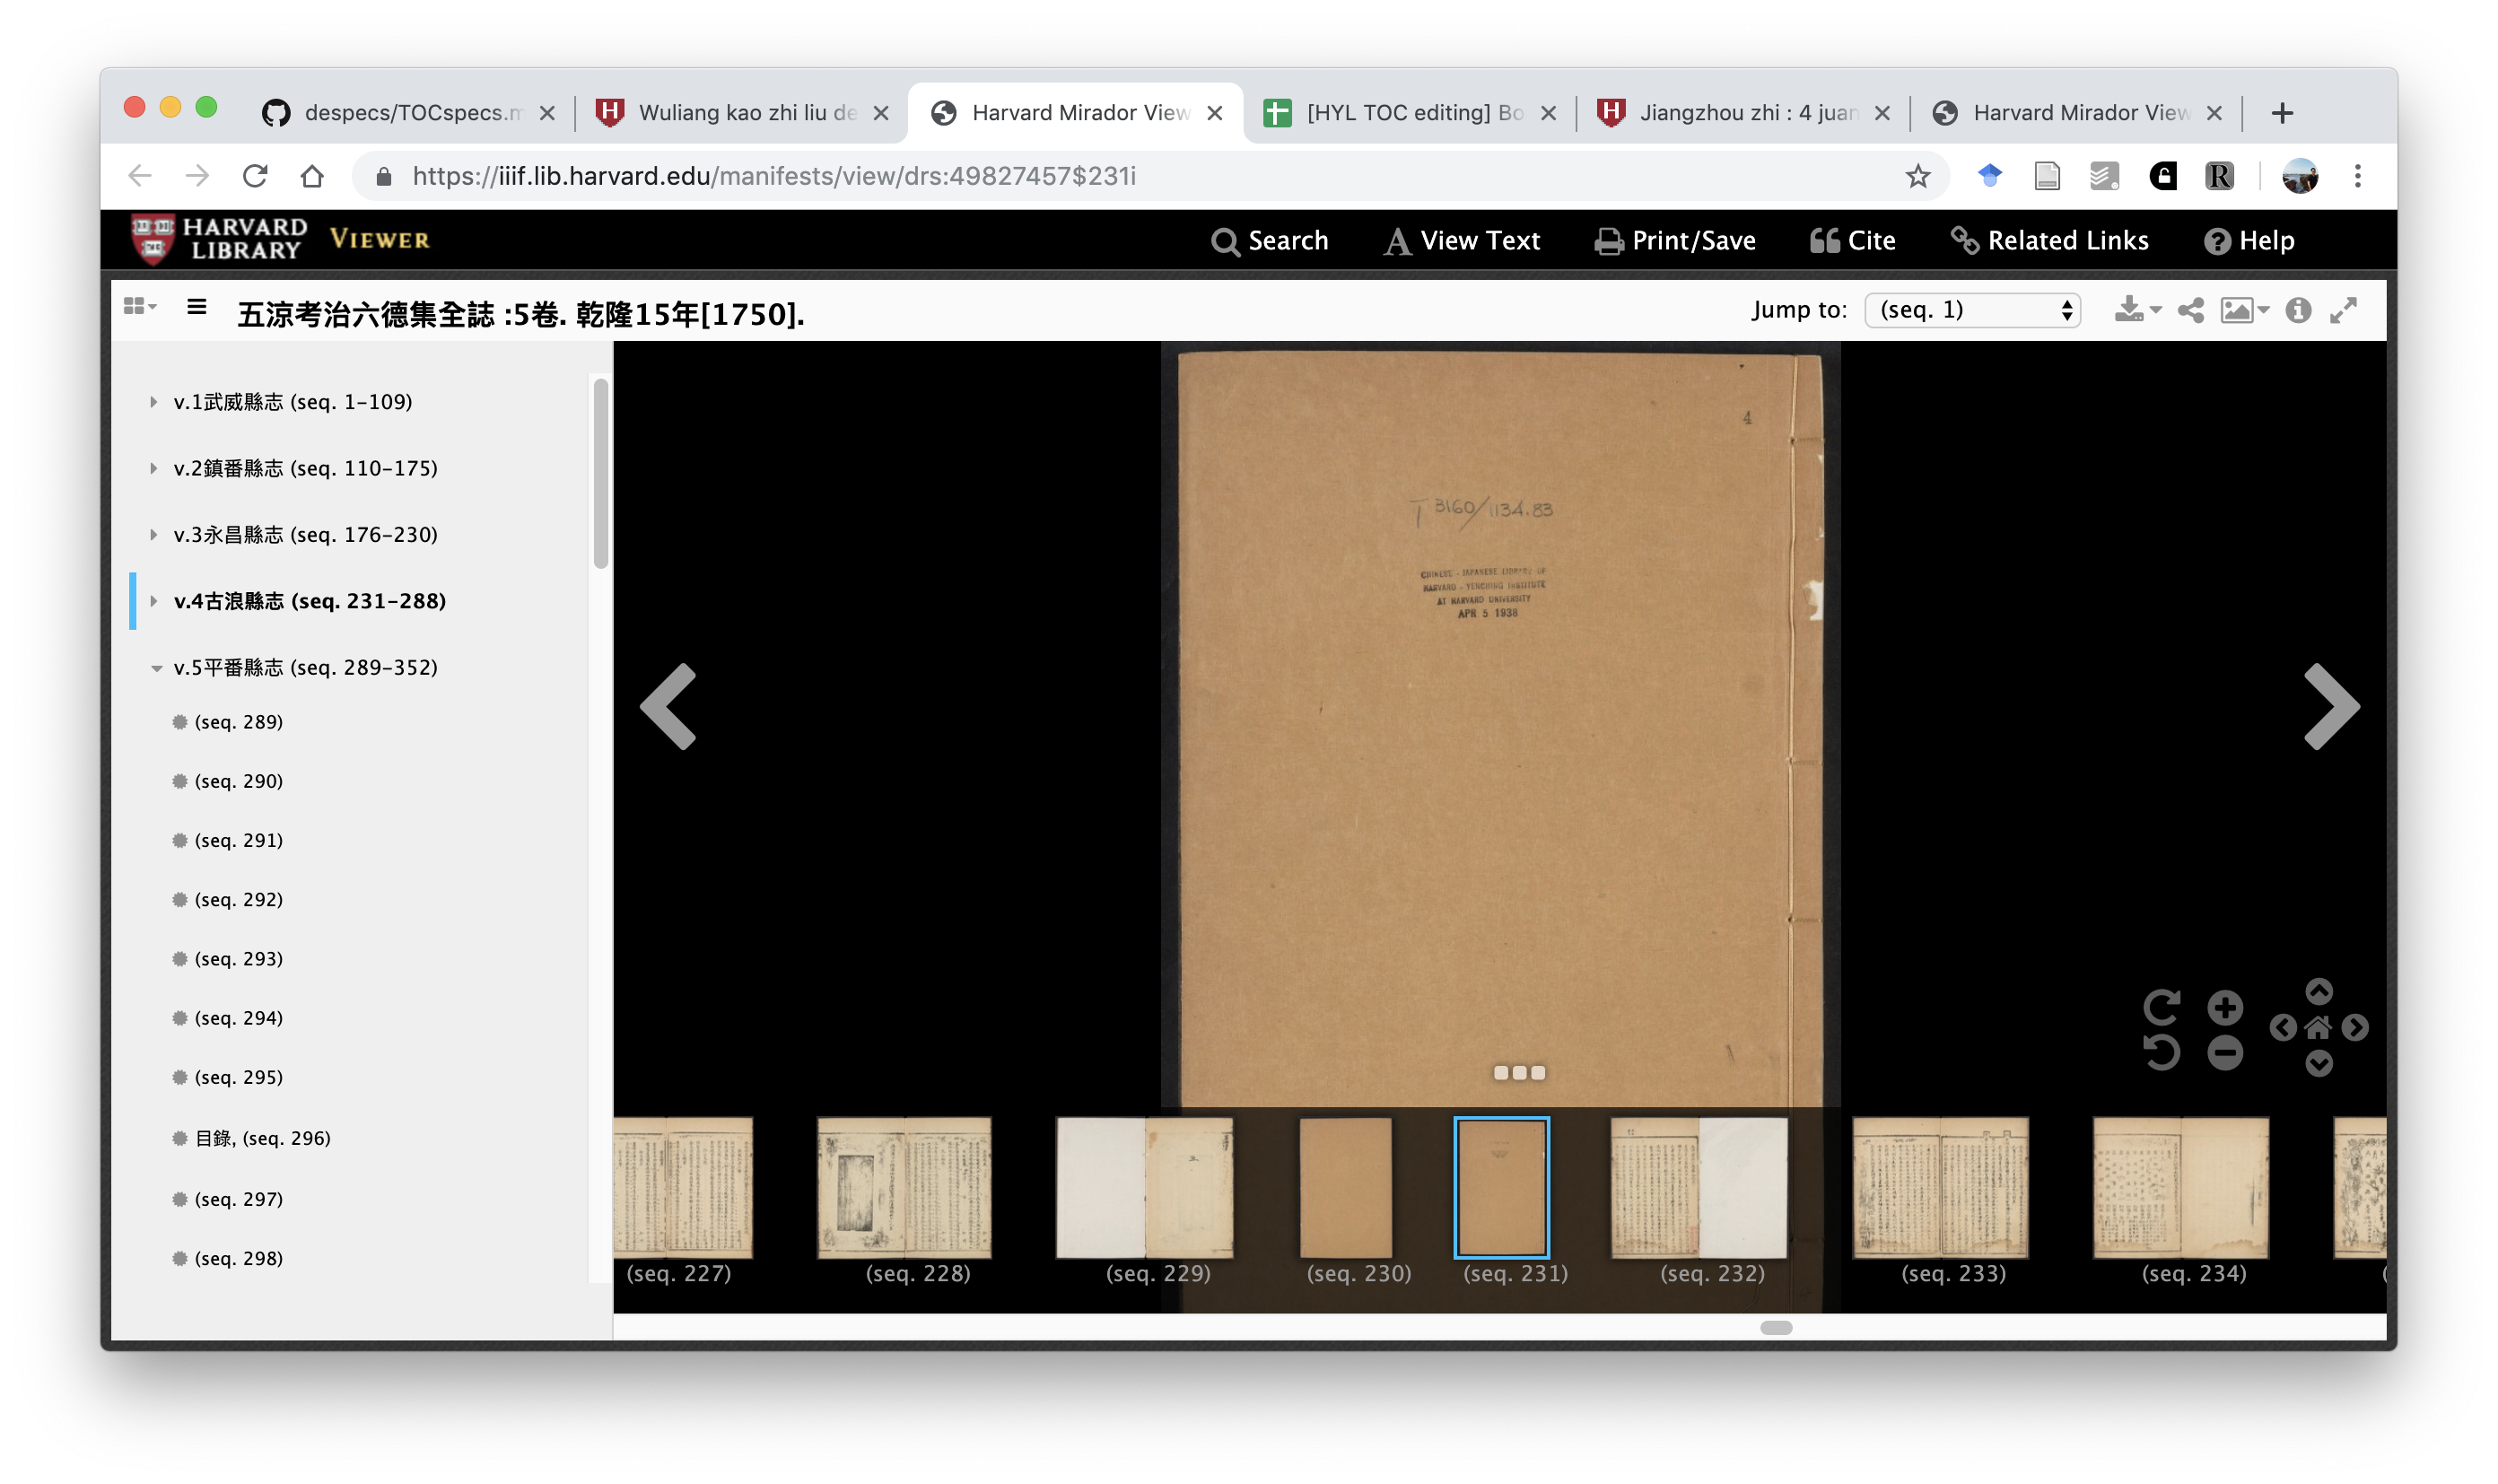 despecs/TOCspecs.m
Wuliang kao zhi liu de
Harvard Mirador View
[HYL TOC editing] Bo
Jiangzhou zhi : 4 juan
Harvard Mirador View
https://iiif.lib.harvard.edu/manifests/view/drs:49827457$231i
HARVARD LIBRARY VIEWER
Search
View Text
Print/Save
Cite
Related Links
Help
五涼考治六德集全誌 :5卷. 乾隆15年[1750].
Jump to: (seq. 1)
v.1武威縣志 (seq. 1-109)
v.2鎮番縣志 (seq. 110-175)
v.3永昌縣志 (seq. 176-230)
v.4古浪縣志 (seq. 231-288)
v.5平番縣志 (seq. 289-352)
(seq. 289)
(seq. 290)
(seq. 291)
(seq. 292)
(seq. 293)
(seq. 294)
(seq. 295)
目錄, (seq. 296)
(seq. 297)
(seq. 298)
4
T 3160/1134.83
CHINESE - JAPANESE LIBRARY OF
HARVARD - YENCHING INSTITUTE
AT HARVARD UNIVERSITY
APR 5 1938
(seq. 227)
(seq. 228)
(seq. 229)
(seq. 230)
(seq. 231)
(seq. 232)
(seq. 233)
(seq. 234)